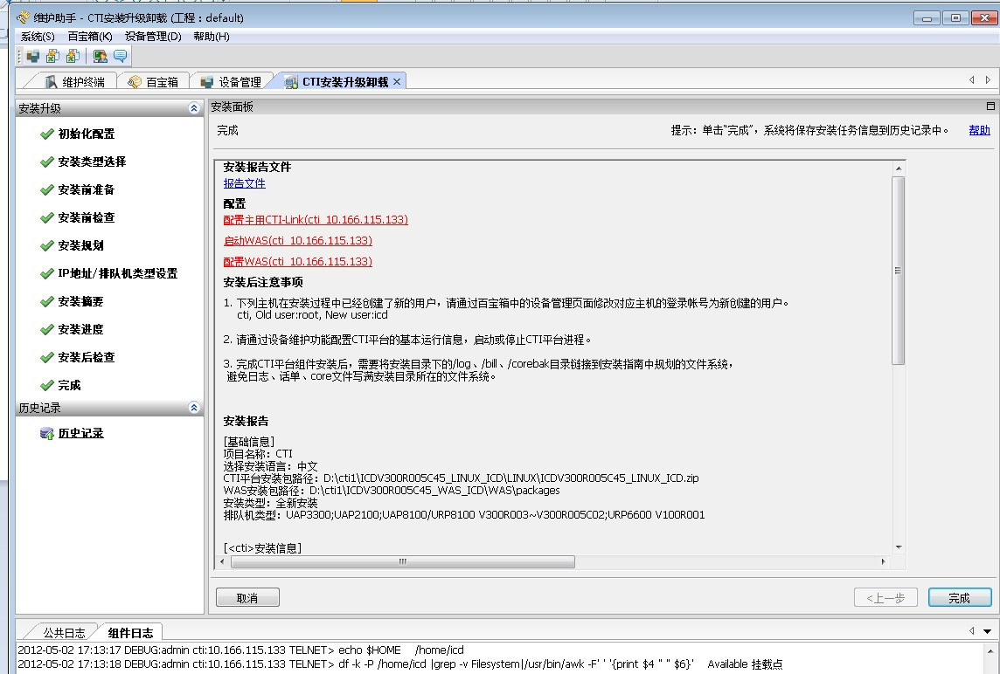 维护助手 - CTI安装升级卸载 (工程：default)
系统(S) 百宝箱(K) 设备管理(D) 帮助(H)
维护终端 百宝箱 设备管理 CTI安装升级卸载
安装升级
初始化配置
安装类型选择
安装前准备
安装前检查
安装规划
IP地址/排队机类型设置
安装摘要
安装进度
安装后检查
完成
历史记录
历史记录
安装面板
完成
提示：单击“完成”，系统将保存安装任务信息到历史记录中。 帮助
安装报告文件
报告文件
配置
配置主用CTI-Link(cti 10.166.115.133)
启动WAS(cti 10.166.115.133)
配置WAS(cti 10.166.115.133)
安装后注意事项
1. 下列主机在安装过程中已经创建了新的用户，请通过百宝箱中的设备管理页面修改对应主机的登录帐号为新创建的用户。
cti, Old user:root, New user:icd
2. 请通过设备维护功能配置CTI平台的基本运行信息，启动或停止CTI平台进程。
3. 完成CTI平台组件安装后，需要将安装目录下的/log、/bill、/corebak目录链接到安装指南中规划的文件系统，
避免日志、话单、core文件写满安装目录所在的文件系统。
安装报告
[基础信息]
项目名称：CTI
选择安装语言：中文
CTI平台安装包路径：D:\cti1\ICDV300R005C45_LINUX_ICD\LINUX\ICDV300R005C45_LINUX_ICD.zip
WAS安装包路径：D:\cti1\ICDV300R005C45_WAS_ICD\WAS\packages
安装类型：全新安装
排队机类型：UAP3300;UAP2100;UAP8100/URP8100 V300R003~V300R005C02;URP6600 V100R001
[<cti>安装信息]
取消 <上一步 完成
公共日志 组件日志
2012-05-02 17:13:17 DEBUG:admin cti:10.166.115.133 TELNET> echo $HOME /home/icd
2012-05-02 17:13:18 DEBUG:admin cti:10.166.115.133 TELNET> df -k -P /home/icd |grep -v Filesystem|/usr/bin/awk -F' ' '{print $4 " " $6}' Available 挂载点